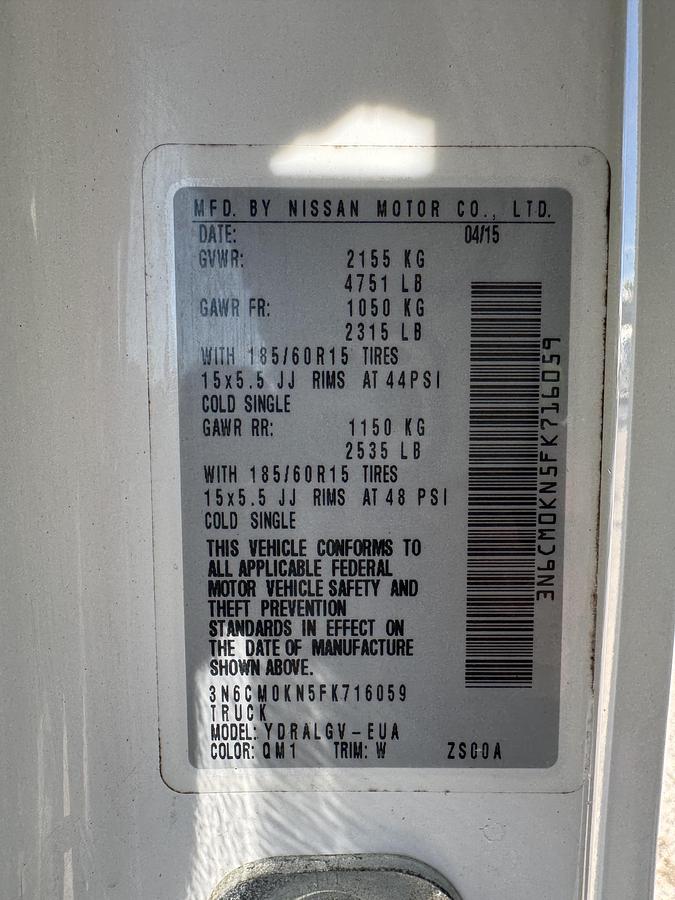 MFD. BY NISSAN MOTOR CO., LTD.
DATE: 04/15
GVWR: 2155 KG
4751 LB
GAWR FR: 1050 KG
2315 LB
WITH 185/60R15 TIRES
15x5.5 JJ RIMS AT 44PSI
COLD SINGLE
GAWR RR: 1150 KG
2535 LB
WITH 185/60R15 TIRES
15x5.5 JJ RIMS AT 48 PSI
COLD SINGLE
THIS VEHICLE CONFORMS TO
ALL APPLICABLE FEDERAL
MOTOR VEHICLE SAFETY AND
THEFT PREVENTION
STANDARDS IN EFFECT ON
THE DATE OF MANUFACTURE
SHOWN ABOVE.
3N6CM0KN5FK716059
TRUCK
MODEL: YDRALGV-EUA
COLOR: QM1 TRIM: W ZS00A
3N6CM0KN5FK716059